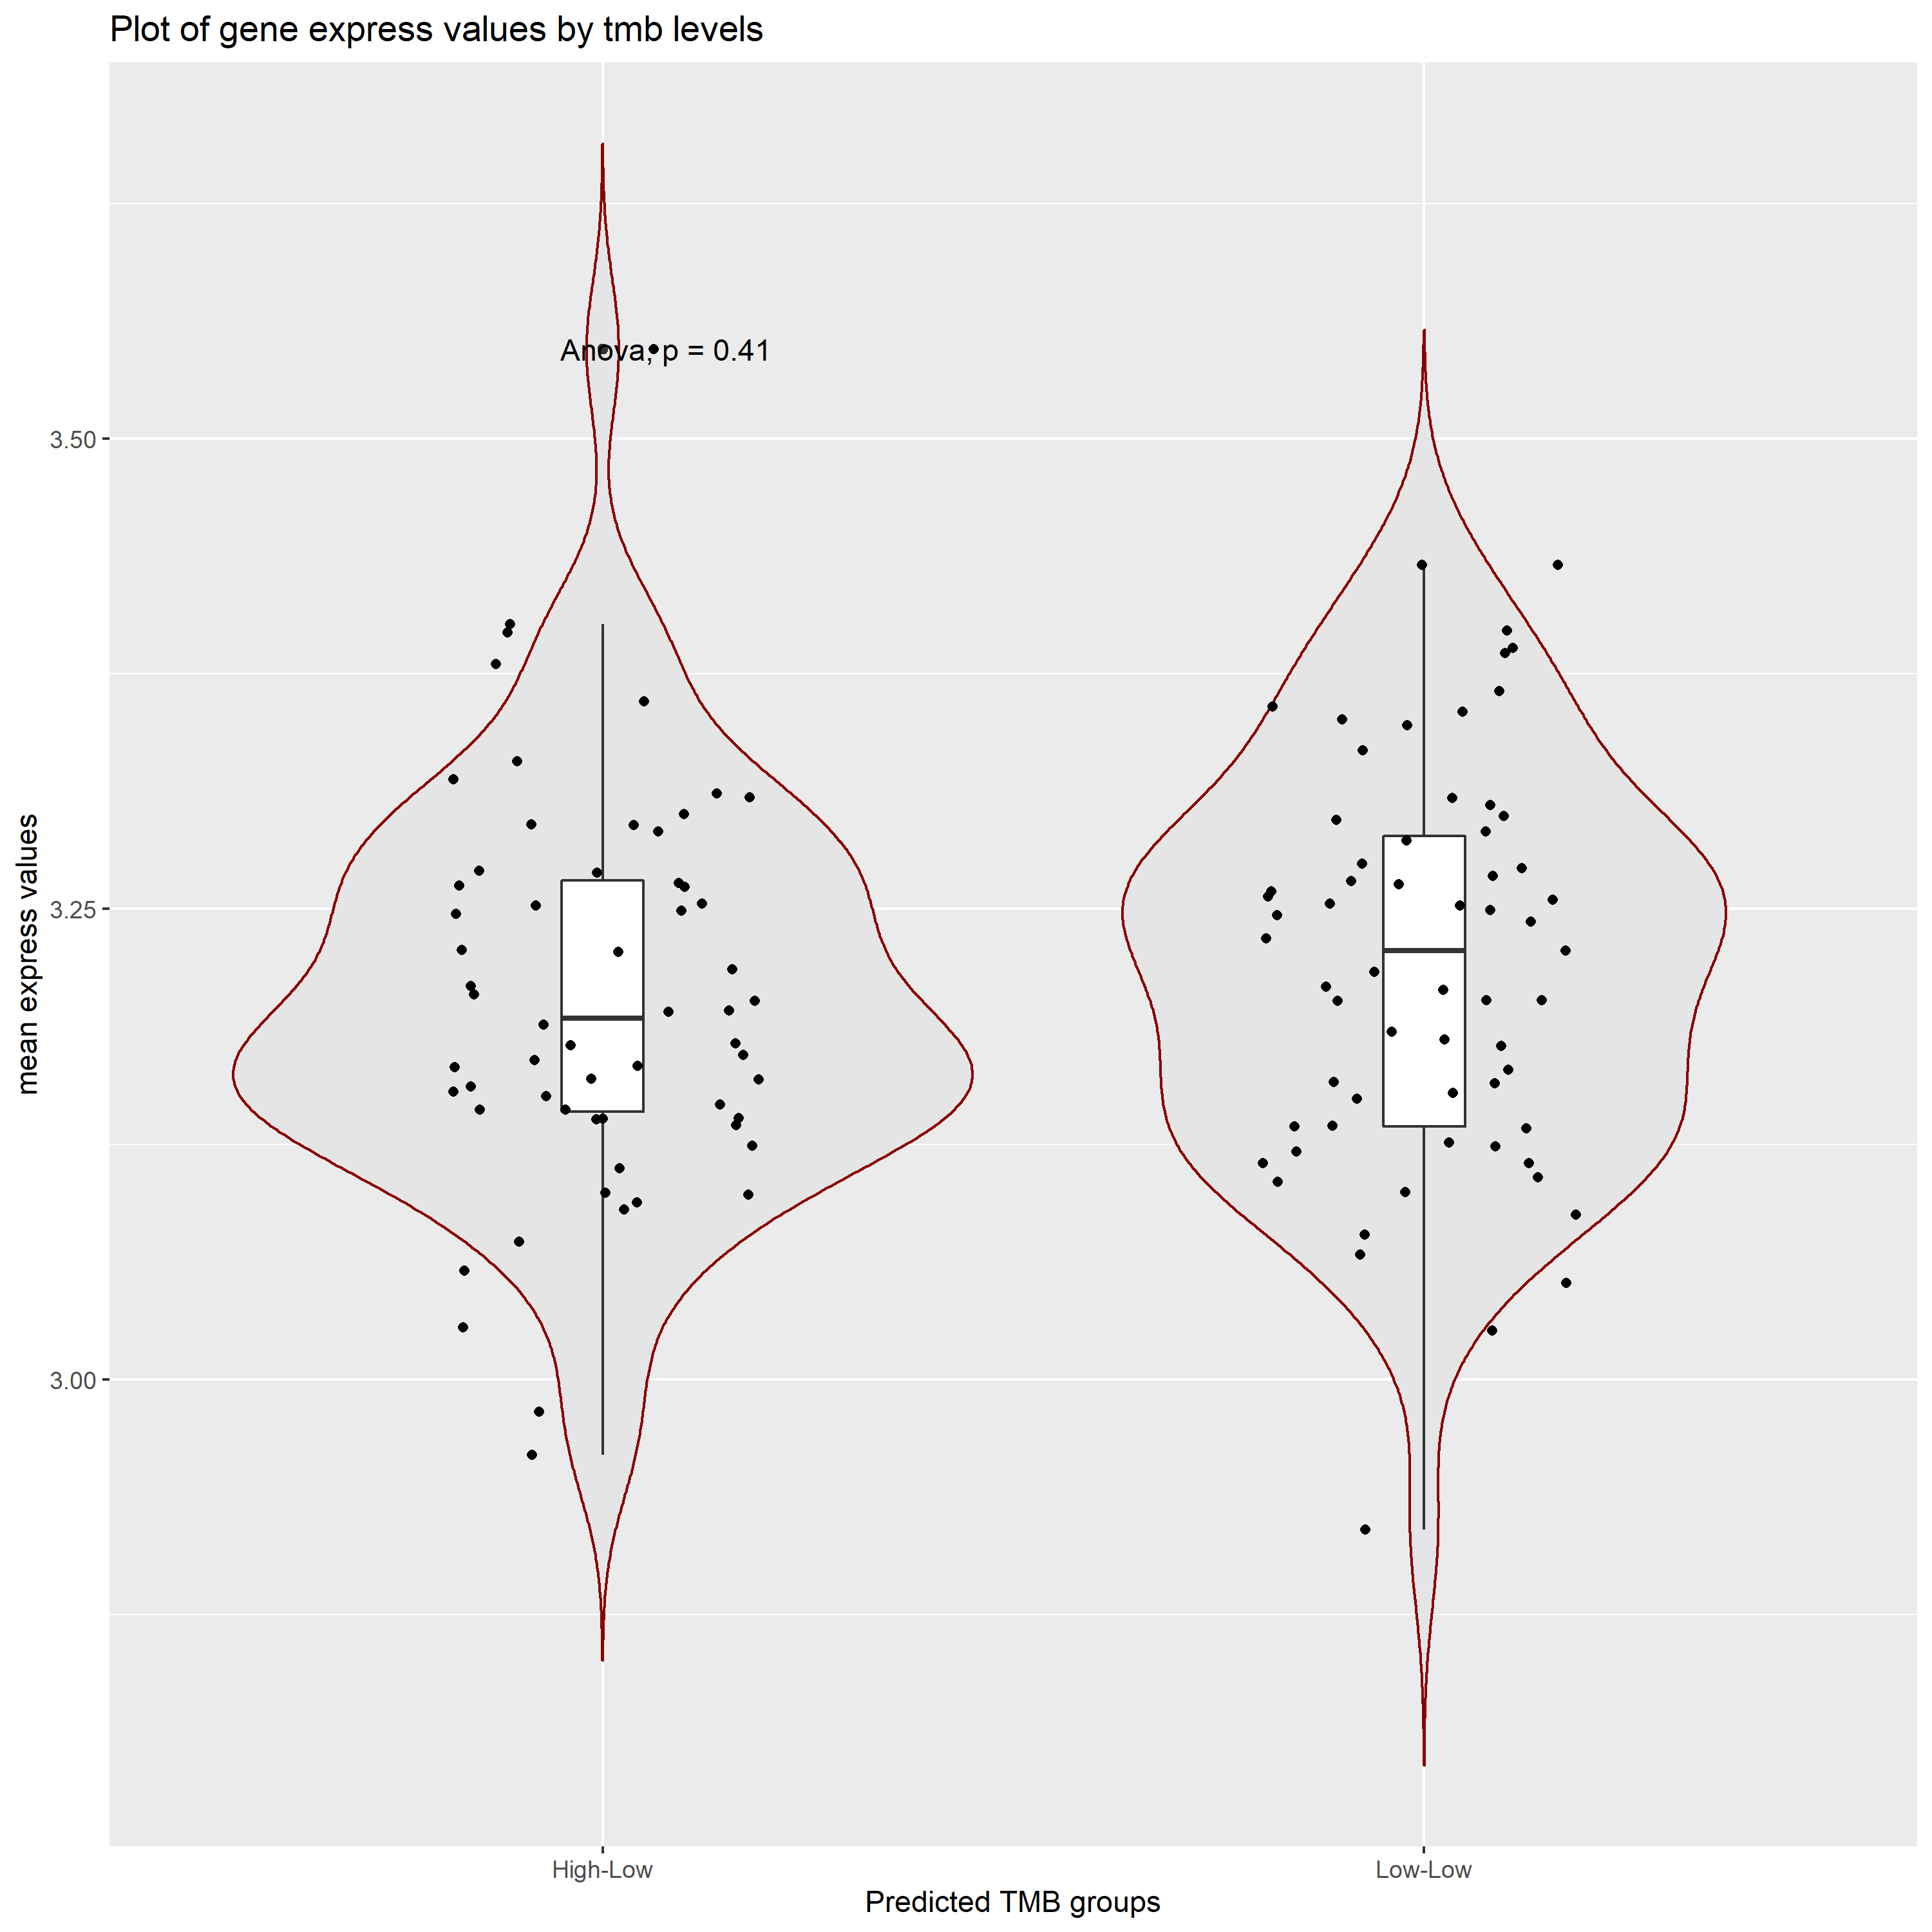 Plot of gene express values by tmb levels
Anova, p = 0.41
3.50
3.25
3.00
mean express values
High-Low
Low-Low
Predicted TMB groups